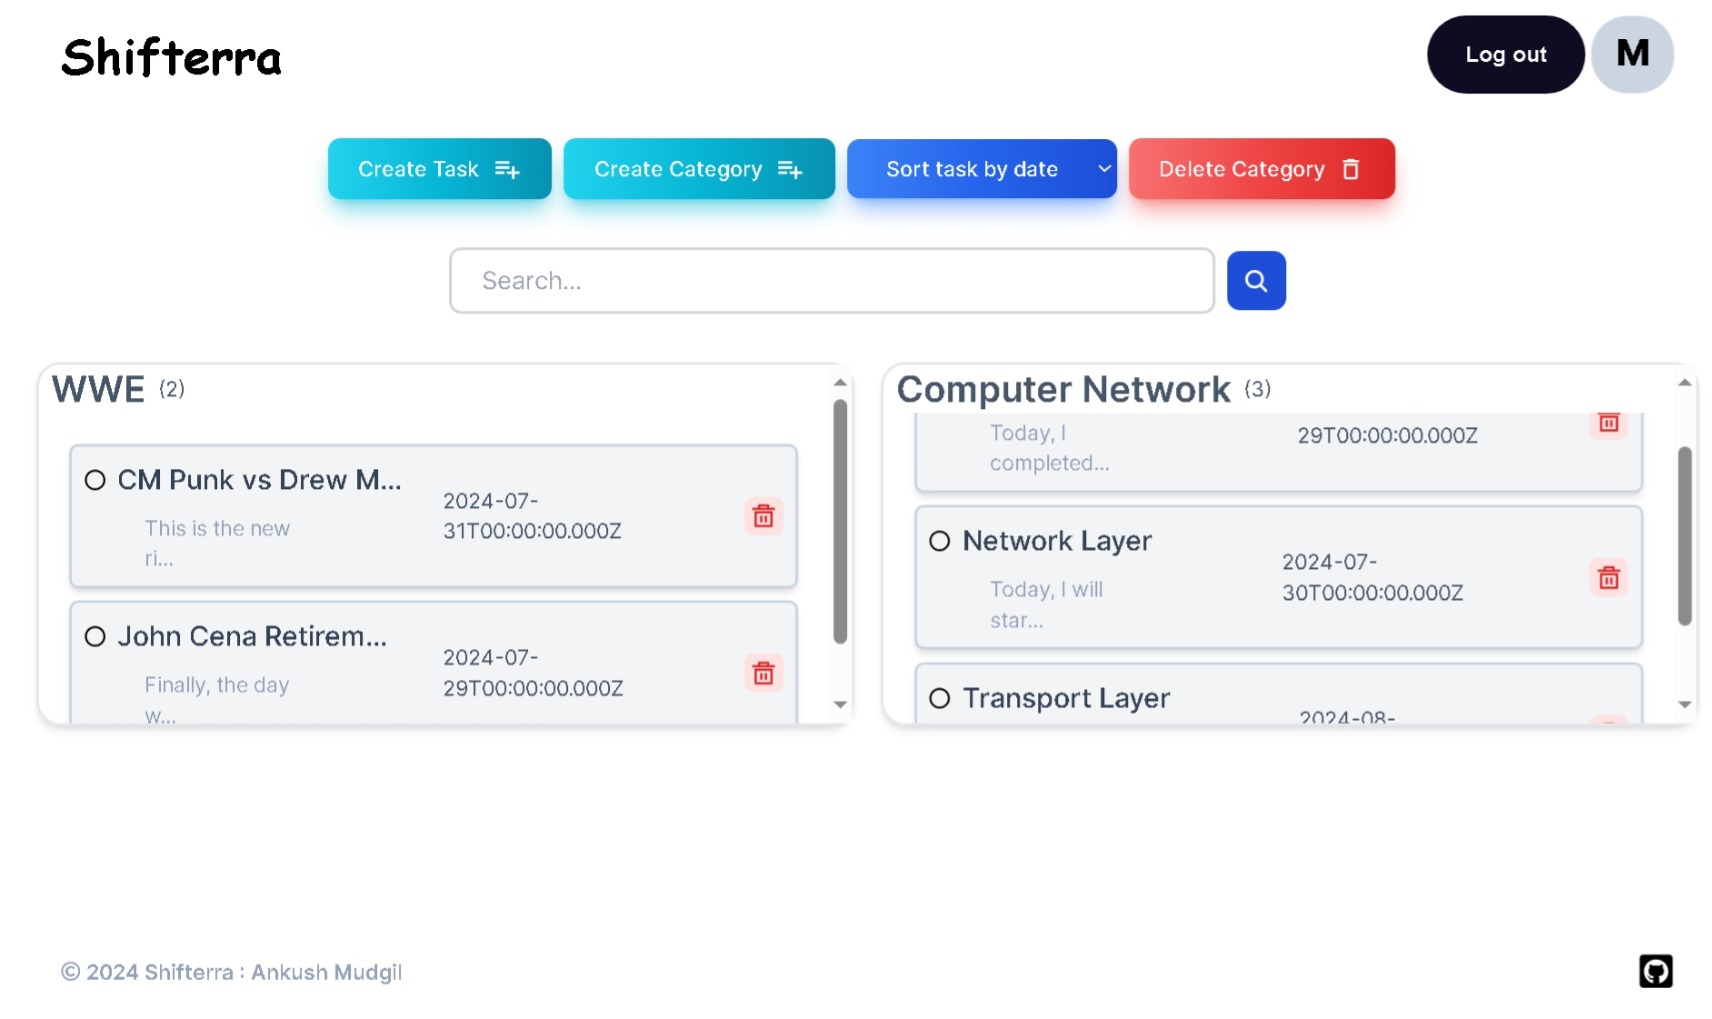 Shifterra
Log out
M
Create Task
Create Category
Sort task by date
Delete Category
Search...
WWE (2)
CM Punk vs Drew M...
This is the new
ri...
2024-07-
31T00:00:00.000Z
John Cena Retirem...
Finally, the day
w...
2024-07-
29T00:00:00.000Z
Computer Network (3)
Today, I
completed...
29T00:00:00.000Z
Network Layer
Today, I will
star...
2024-07-
30T00:00:00.000Z
Transport Layer
2024-08-
© 2024 Shifterra : Ankush Mudgil